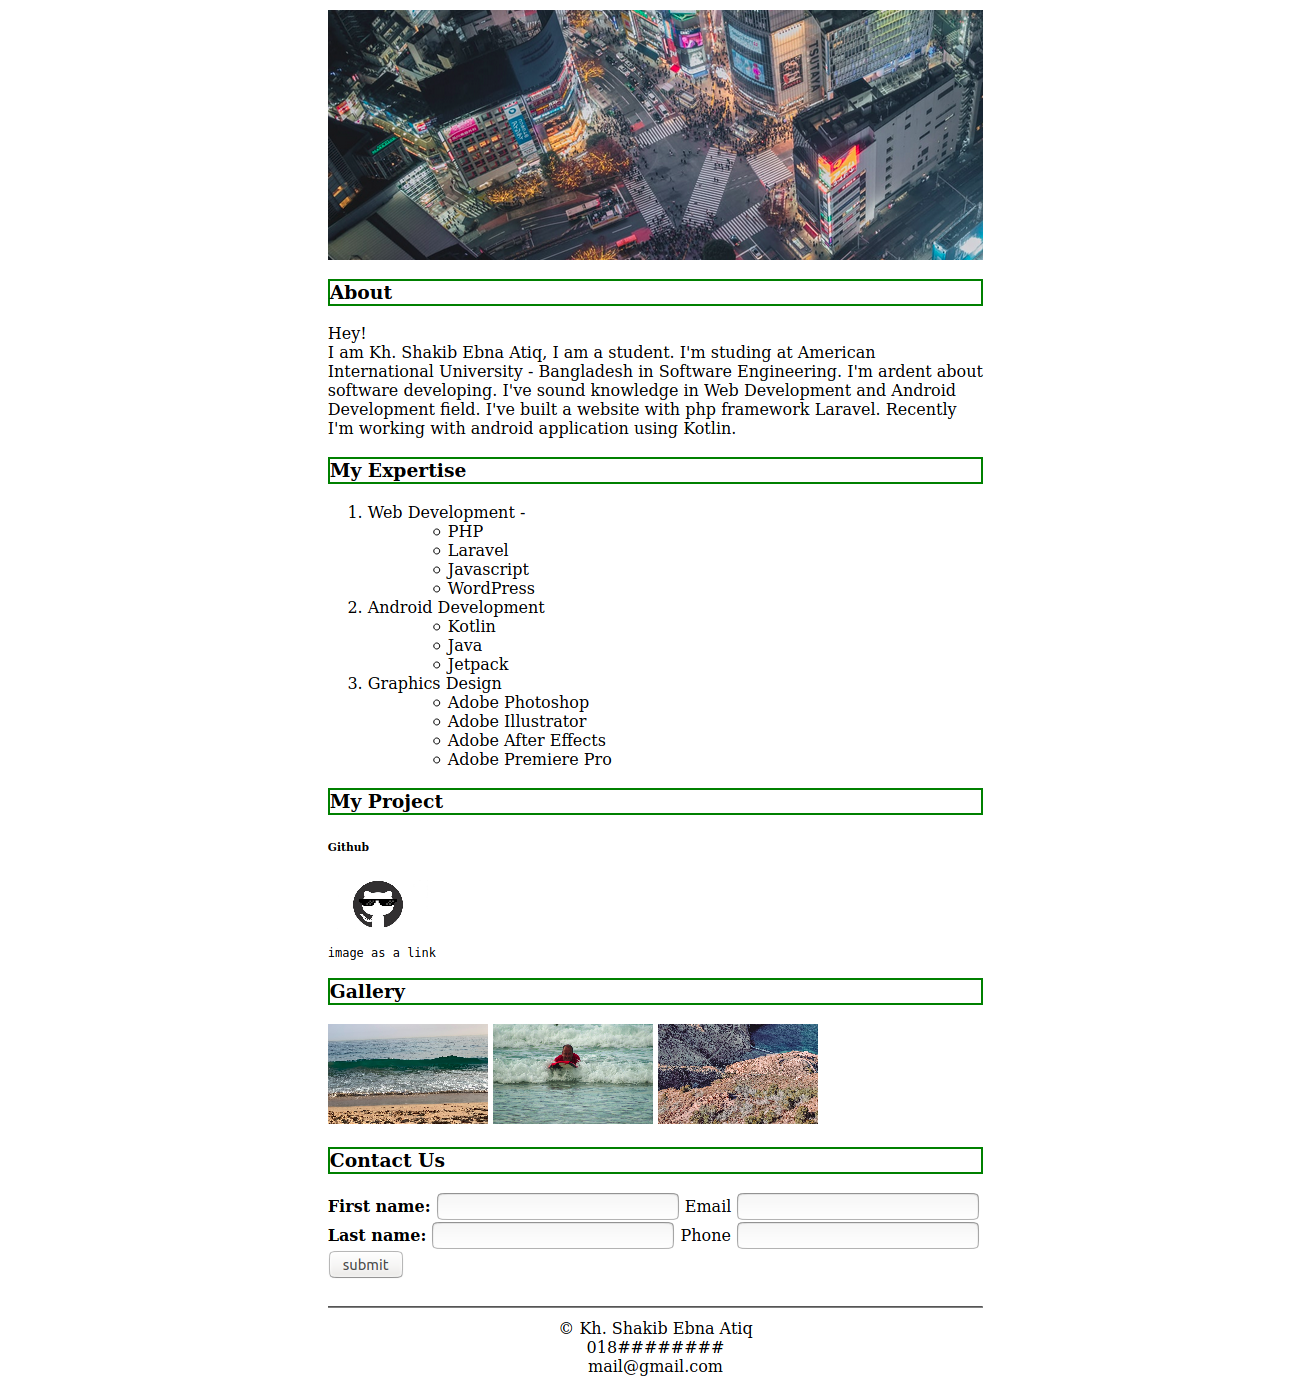 About
Hey!
I am Kh. Shakib Ebna Atiq, I am a student. I'm studing at American
International University - Bangladesh in Software Engineering. I'm ardent about
software developing. I've sound knowledge in Web Development and Android
Development field. I've built a website with php framework Laravel. Recently
I'm working with android application using Kotlin.
My Expertise
1. Web Development -
PHP
Laravel
Javascript
WordPress
2. Android Development
Kotlin
Java
Jetpack
3. Graphics Design
Adobe Photoshop
Adobe Illustrator
Adobe After Effects
Adobe Premiere Pro
My Project
Github
image as a link
Gallery
Contact Us
First name: Email
Last name: Phone
submit
© Kh. Shakib Ebna Atiq
018########
mail@gmail.com